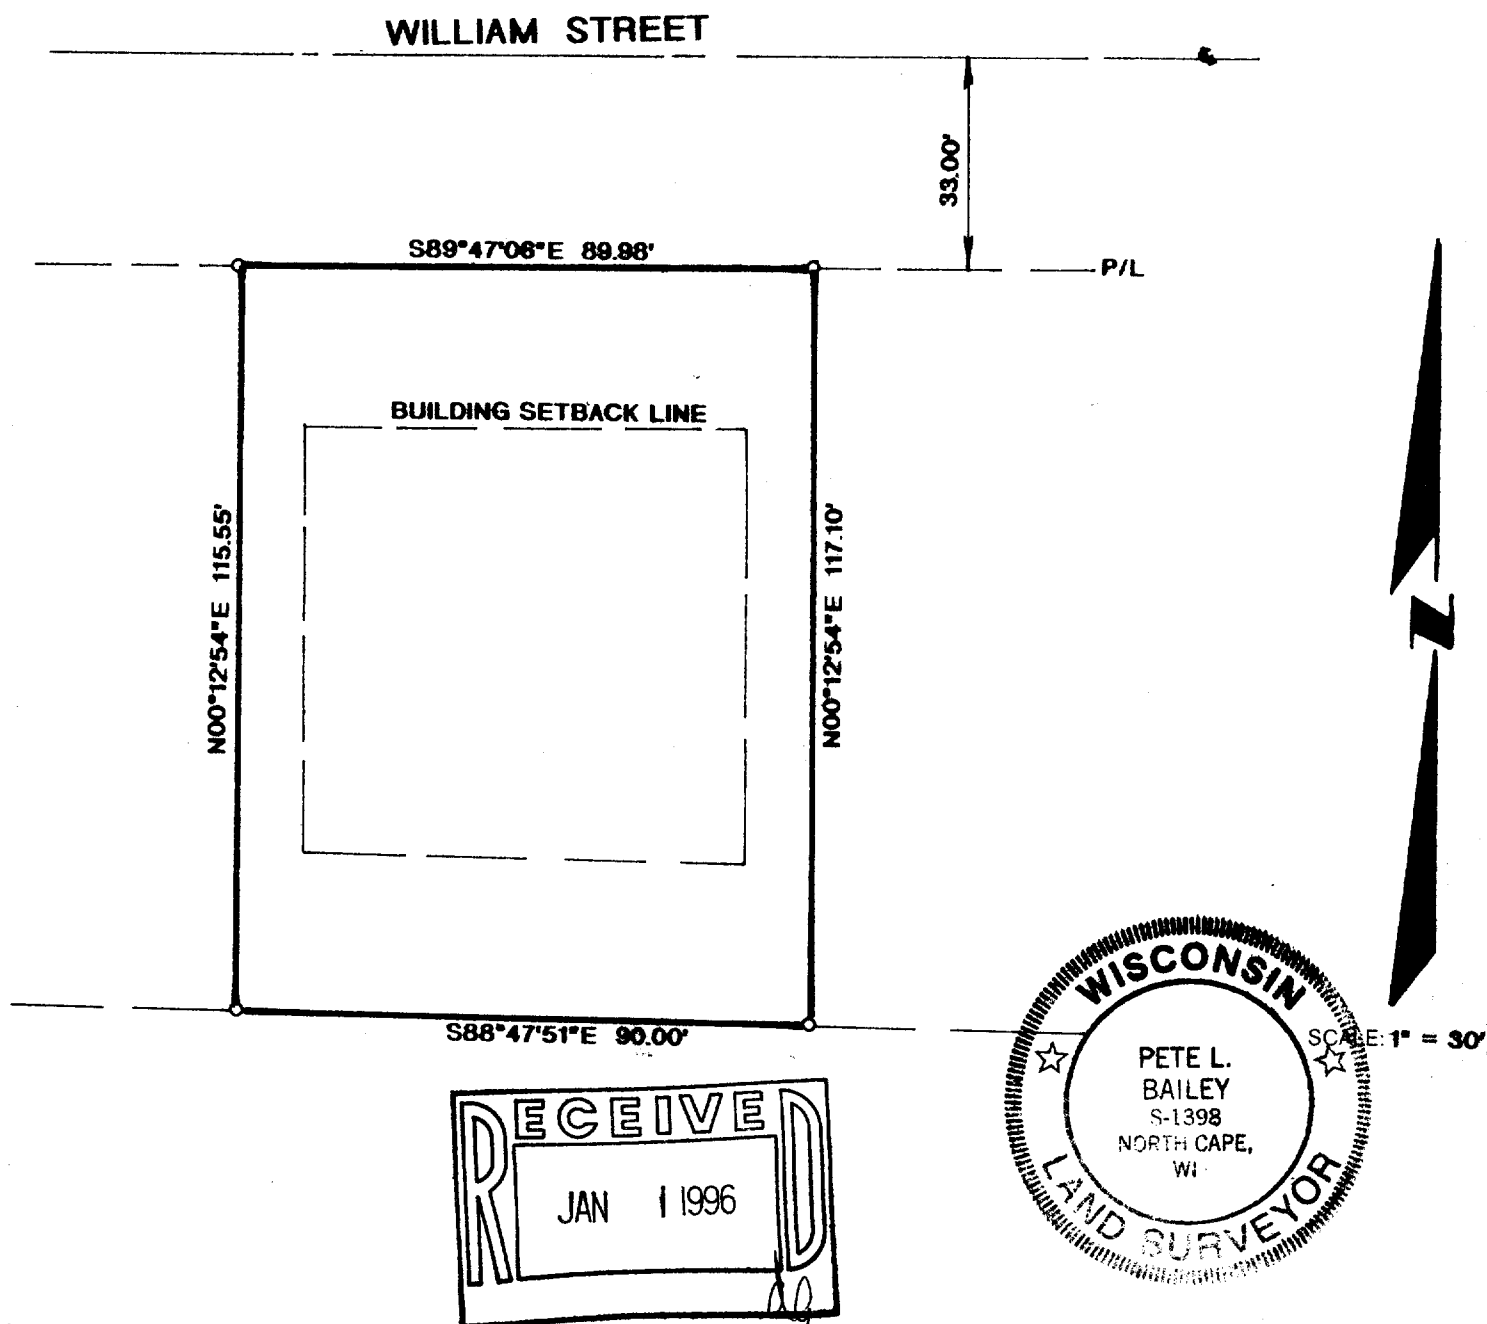 WILLIAM STREET
33.00'
S89°47'06"E 89.98'
P/L
BUILDING SETBACK LINE
N00°12'54"E 115.55'
N00°12'54"E 117.10'
N
S88°47'51"E 90.00'
SCALE: 1" = 30'
WISCONSIN
PETE L.
BAILEY
S-1398
NORTH CAPE,
WI
LAND SURVEYOR
RECEIVED
JAN 1 1996